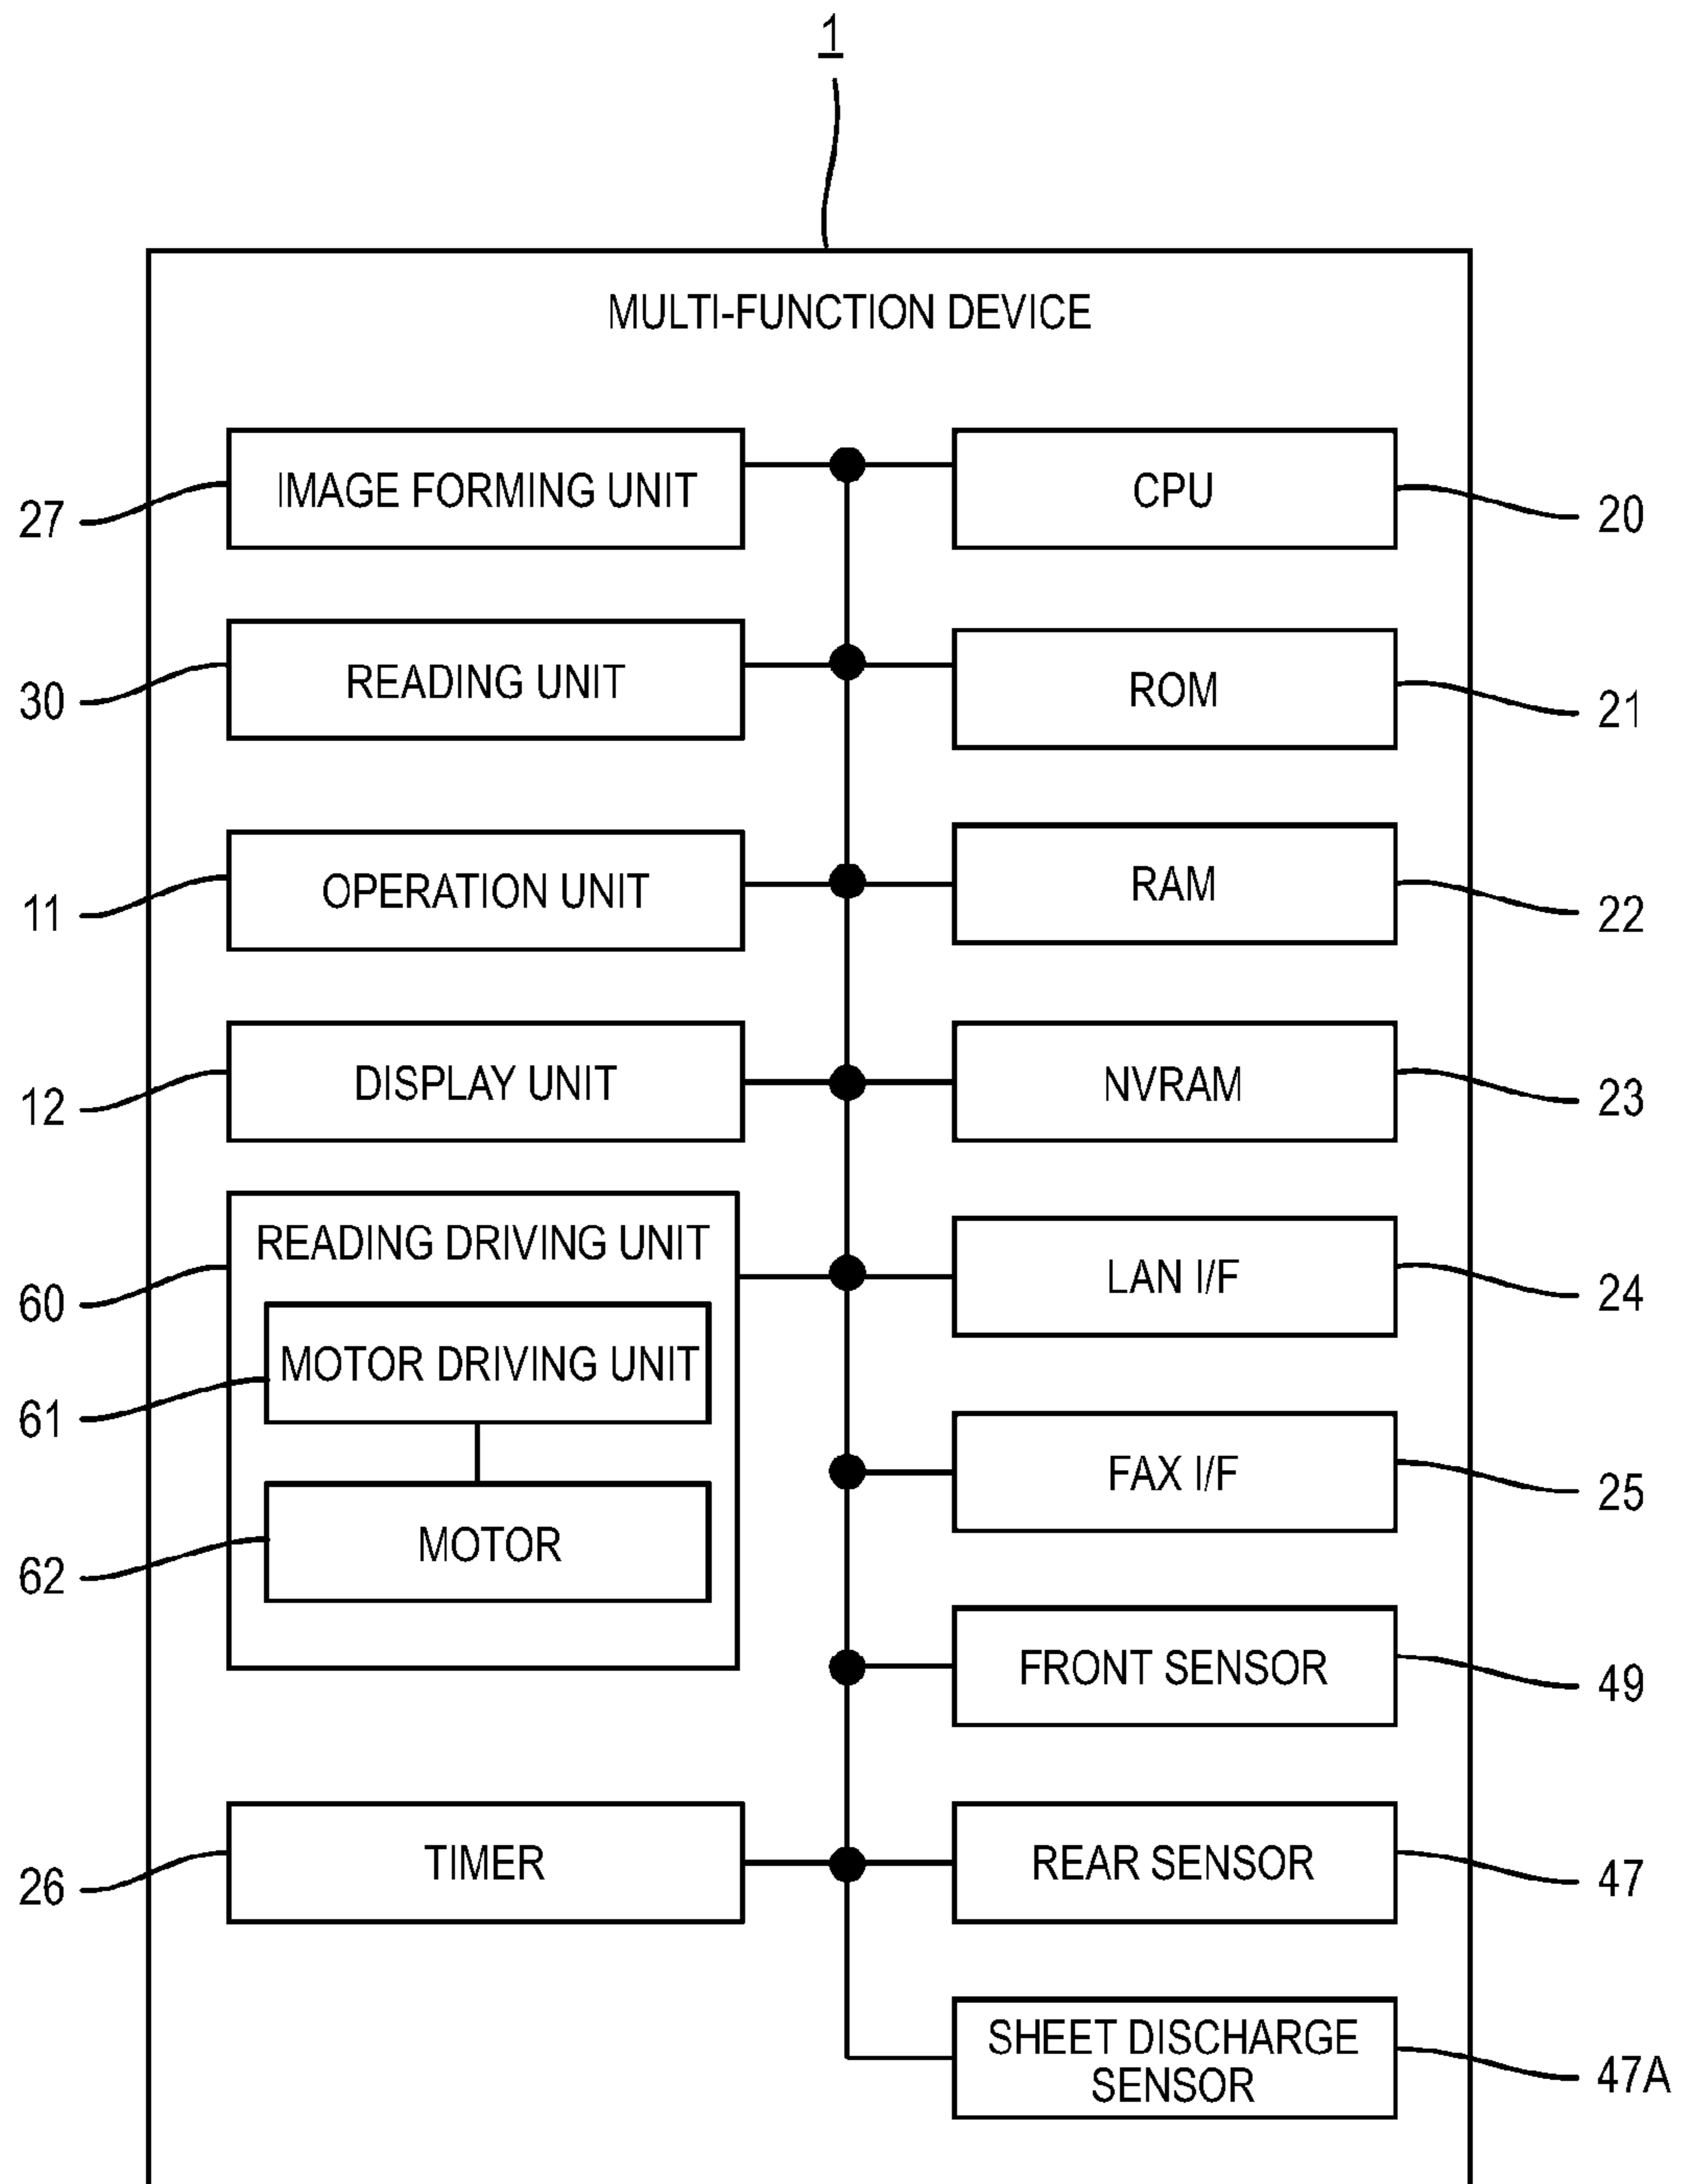 1
MULTI-FUNCTION DEVICE
27
IMAGE FORMING UNIT
CPU
20
30
READING UNIT
ROM
21
11
OPERATION UNIT
RAM
22
12
DISPLAY UNIT
NVRAM
23
60
READING DRIVING UNIT
LAN I/F
24
61
MOTOR DRIVING UNIT
FAX I/F
25
62
MOTOR
FRONT SENSOR
49
26
TIMER
REAR SENSOR
47
SHEET DISCHARGE
SENSOR
47A